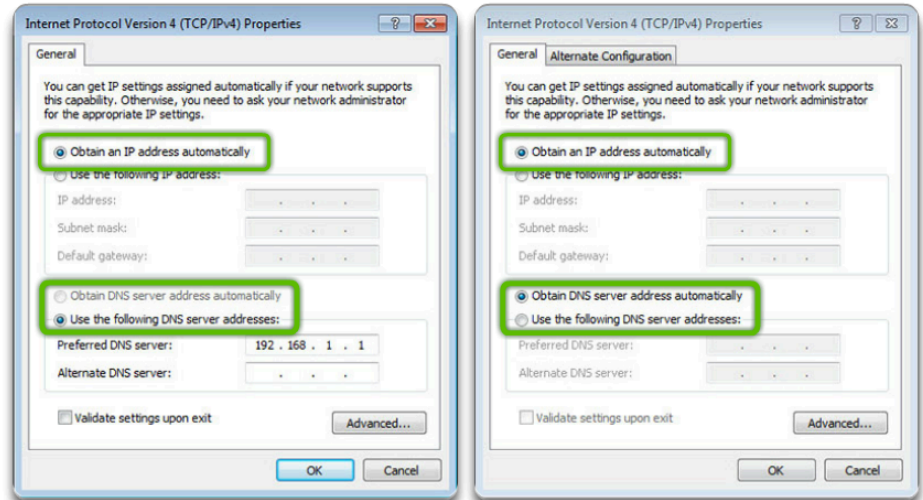 Internet Protocol Version 4 (TCP/IPv4) Properties
General
You can get IP settings assigned automatically if your network supports
this capability. Otherwise, you need to ask your network administrator
for the appropriate IP settings.
Obtain an IP address automatically
Use the following IP address:
IP address:
Subnet mask:
Default gateway:
Obtain DNS server address automatically
Use the following DNS server addresses:
Preferred DNS server: 192 . 168 . 1 . 1
Alternate DNS server:
Validate settings upon exit
Advanced...
OK Cancel
Internet Protocol Version 4 (TCP/IPv4) Properties
General Alternate Configuration
You can get IP settings assigned automatically if your network supports
this capability. Otherwise, you need to ask your network administrator
for the appropriate IP settings.
Obtain an IP address automatically
Use the following IP address:
IP address:
Subnet mask:
Default gateway:
Obtain DNS server address automatically
Use the following DNS server addresses:
Preferred DNS server:
Alternate DNS server:
Validate settings upon exit
Advanced...
OK Cancel